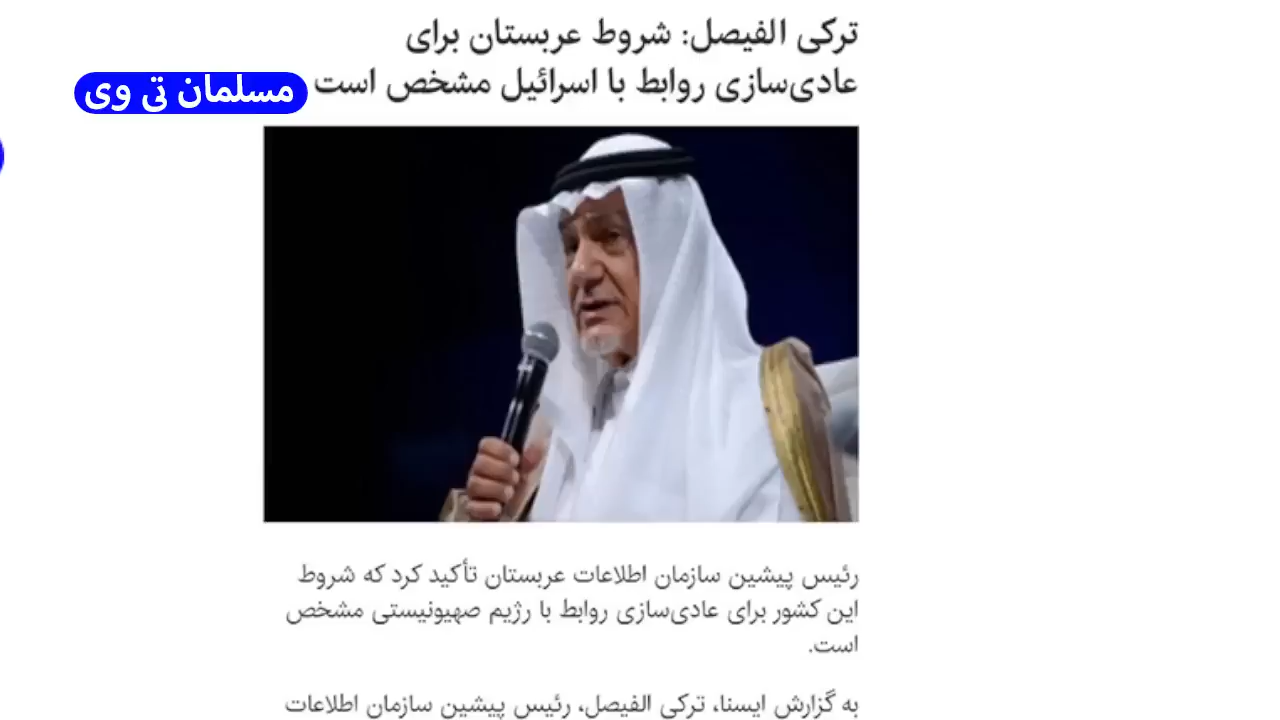 ترکی الفیصل: شروط عربستان برای
عادی‌سازی روابط با اسرائیل مشخص است
مسلمان تی وی
رئیس پیشین سازمان اطلاعات عربستان تأکید کرد که شروط
این کشور برای عادی‌سازی روابط با رژیم صهیونیستی مشخص
است.
به گزارش ایسنا، ترکی الفیصل، رئیس پیشین سازمان اطلاعات